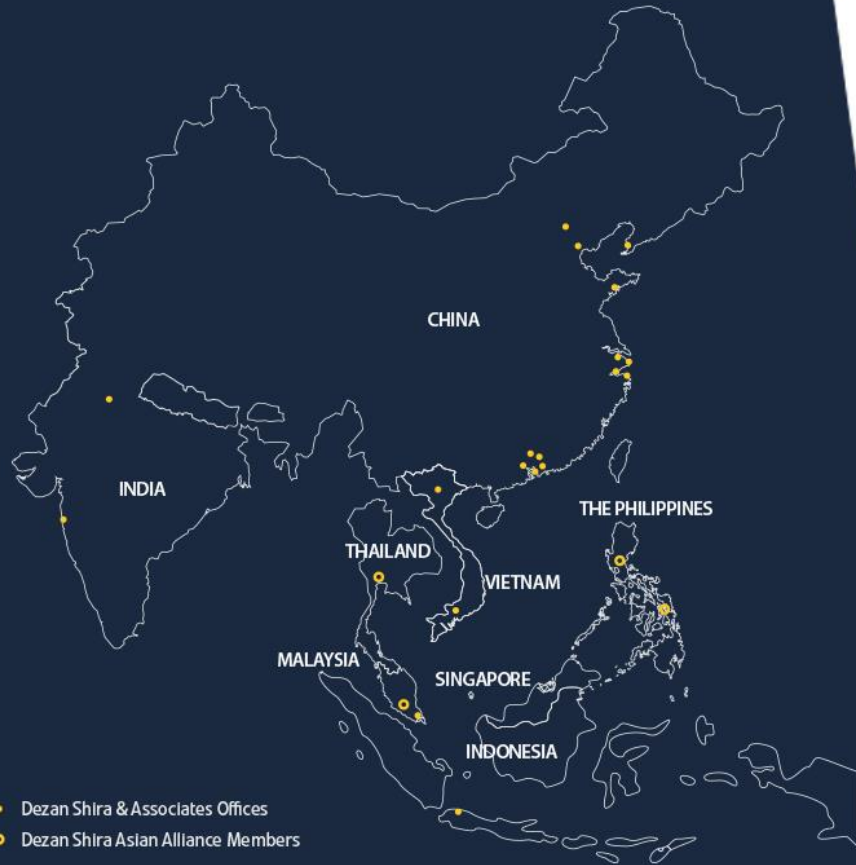 CHINA
INDIA
THE PHILIPPINES
THAILAND
VIETNAM
MALAYSIA
SINGAPORE
INDONESIA
Dezan Shira & Associates Offices
Dezan Shira Asian Alliance Members